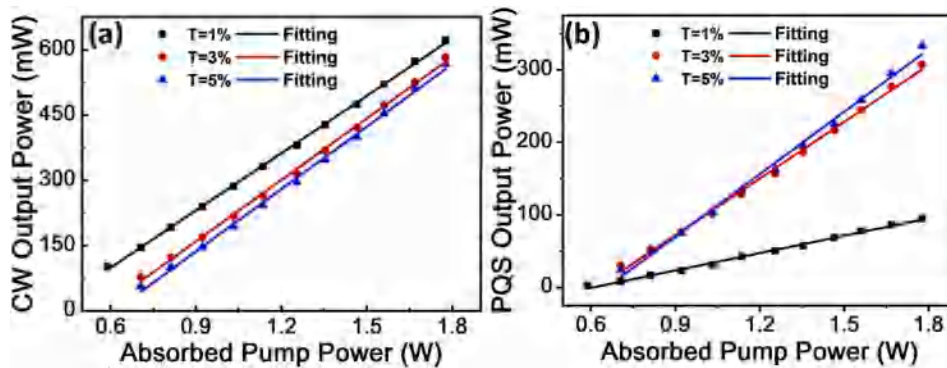 (a)
T=1% Fitting
T=3% Fitting
T=5% Fitting
CW Output Power (mW)
600
450
300
150
0
0.6 0.9 1.2 1.5 1.8
Absorbed Pump Power (W)
(b)
T=1% Fitting
T=3% Fitting
T=5% Fitting
PQS Output Power (mW)
300
200
100
0
0.6 0.9 1.2 1.5 1.8
Absorbed Pump Power (W)